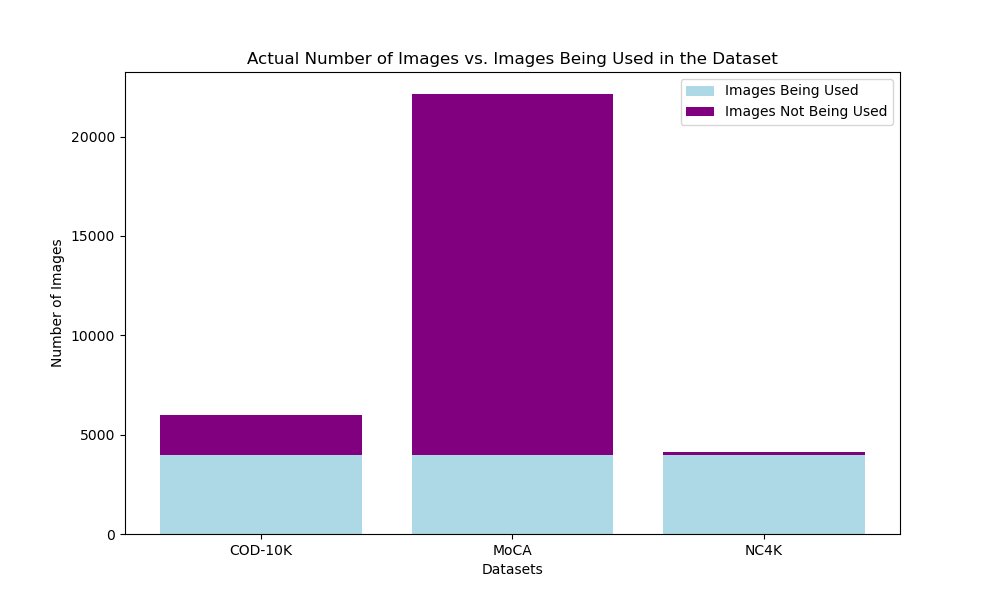 Actual Number of Images vs. Images Being Used in the Dataset
Images Being Used
Images Not Being Used
Number of Images
20000
15000
10000
5000
0
COD-10K
MoCA
NC4K
Datasets